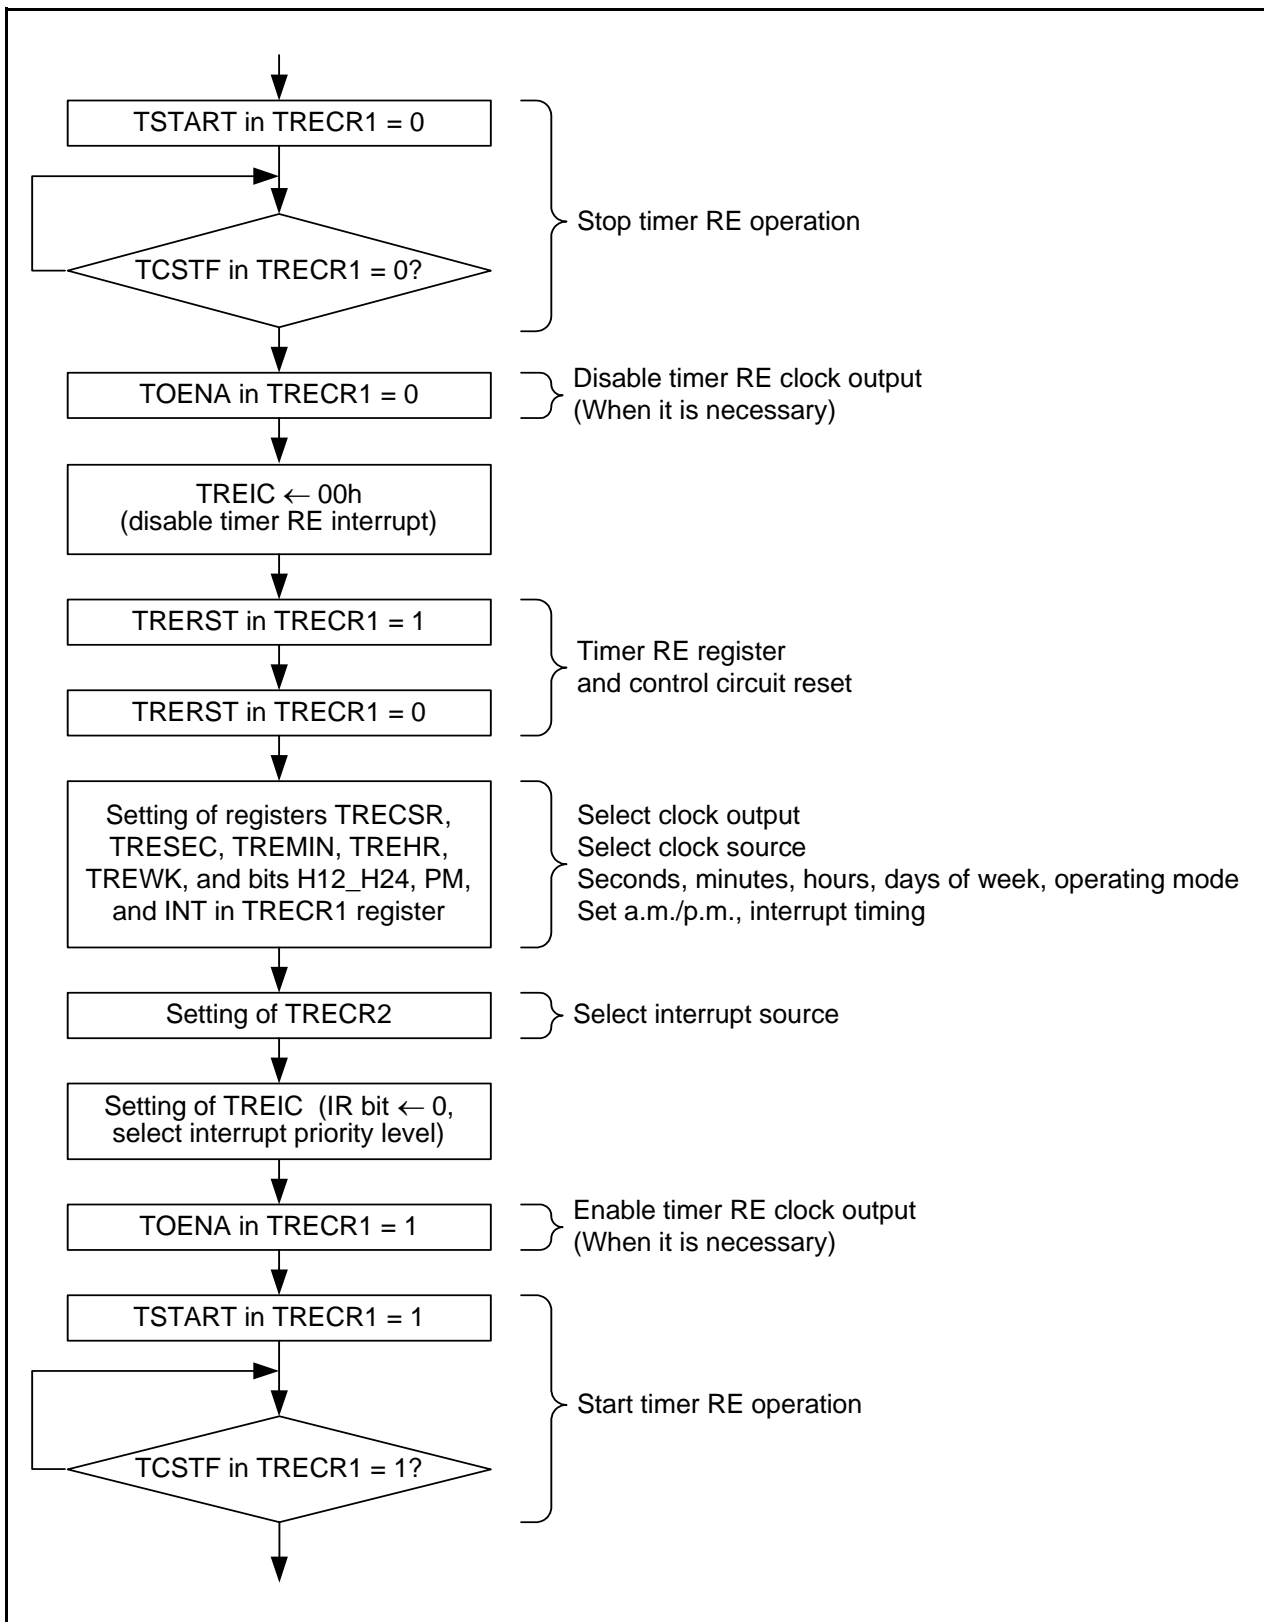 TSTART in TRECR1 = 0
TCSTF in TRECR1 = 0?
Stop timer RE operation
TOENA in TRECR1 = 0
Disable timer RE clock output
(When it is necessary)
TREIC ← 00h
(disable timer RE interrupt)
TRERST in TRECR1 = 1
TRERST in TRECR1 = 0
Timer RE register
and control circuit reset
Setting of registers TRECSR,
TRESEC, TREMIN, TREHR,
TREWK, and bits H12_H24, PM,
and INT in TRECR1 register
Select clock output
Select clock source
Seconds, minutes, hours, days of week, operating mode
Set a.m./p.m., interrupt timing
Setting of TRECR2
Select interrupt source
Setting of TREIC (IR bit ← 0,
select interrupt priority level)
TOENA in TRECR1 = 1
Enable timer RE clock output
(When it is necessary)
TSTART in TRECR1 = 1
TCSTF in TRECR1 = 1?
Start timer RE operation